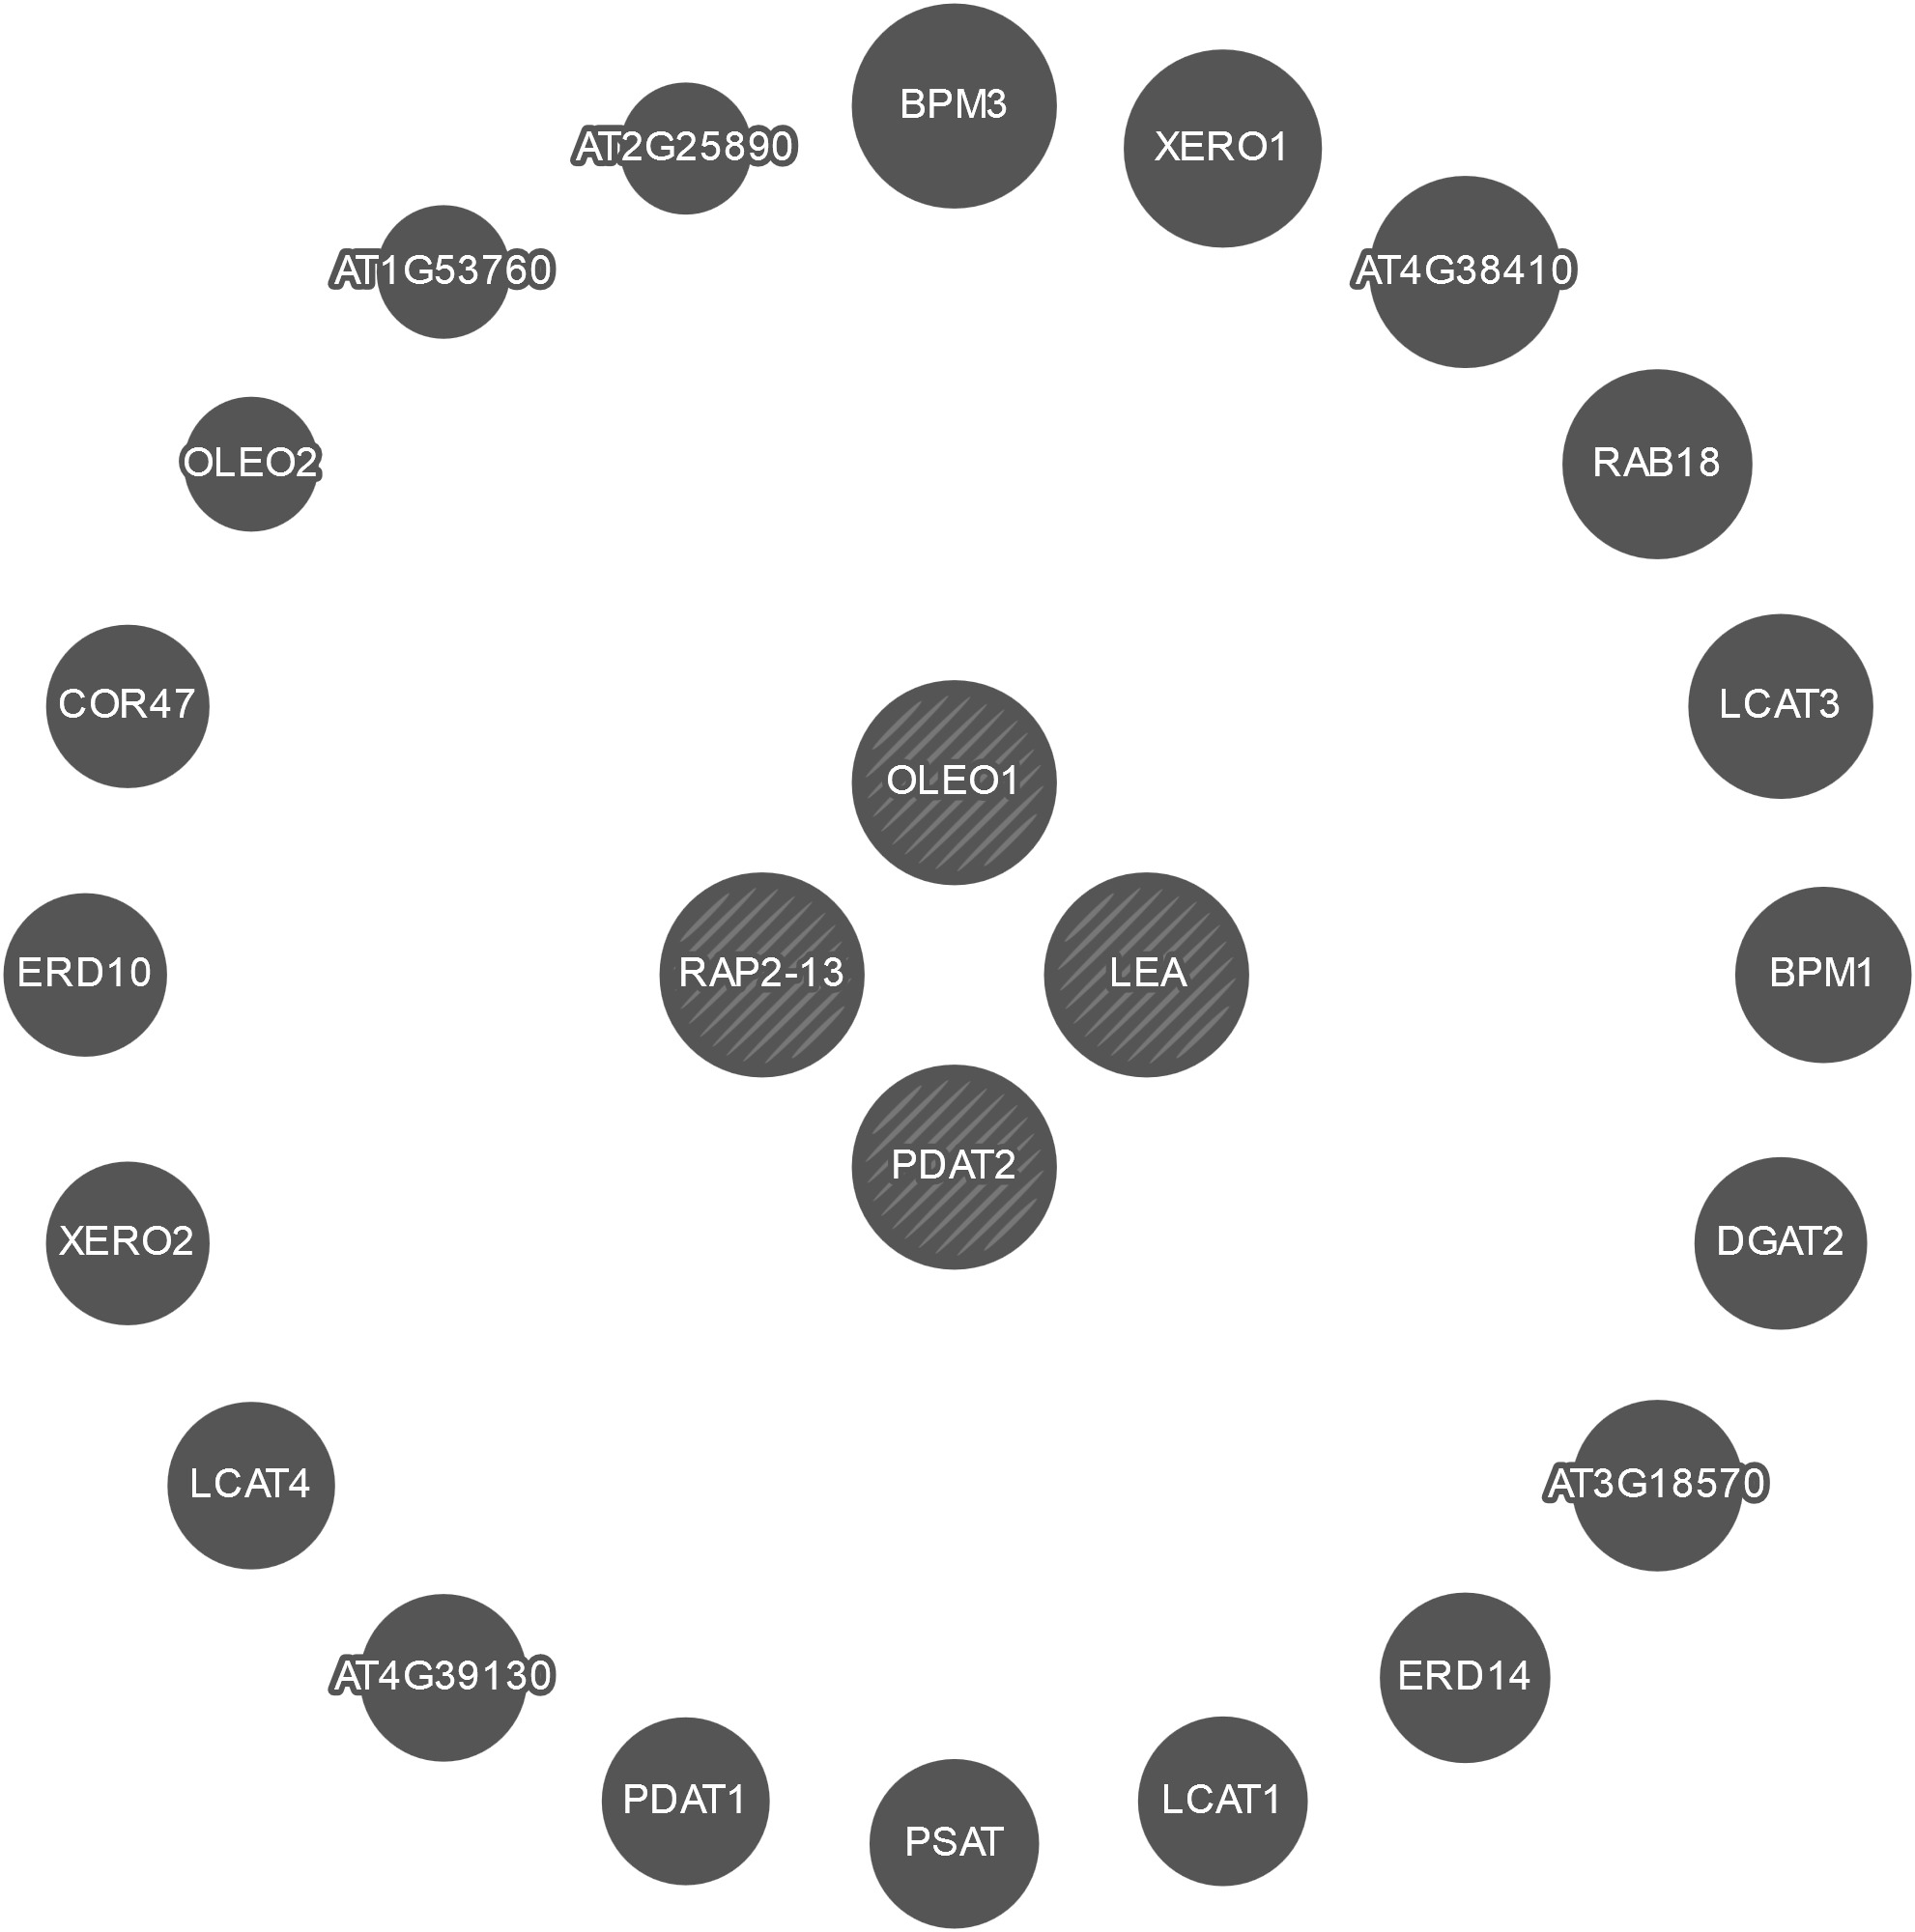 BPM3
XERO1
AT2G25890
AT1G53760
AT4G38410
OLEO2
RAB18
COR47
LCAT3
OLEO1
RAP2-13
LEA
ERD10
BPM1
PDAT2
XERO2
DGAT2
LCAT4
AT3G18570
AT4G39130
ERD14
PDAT1
LCAT1
PSAT